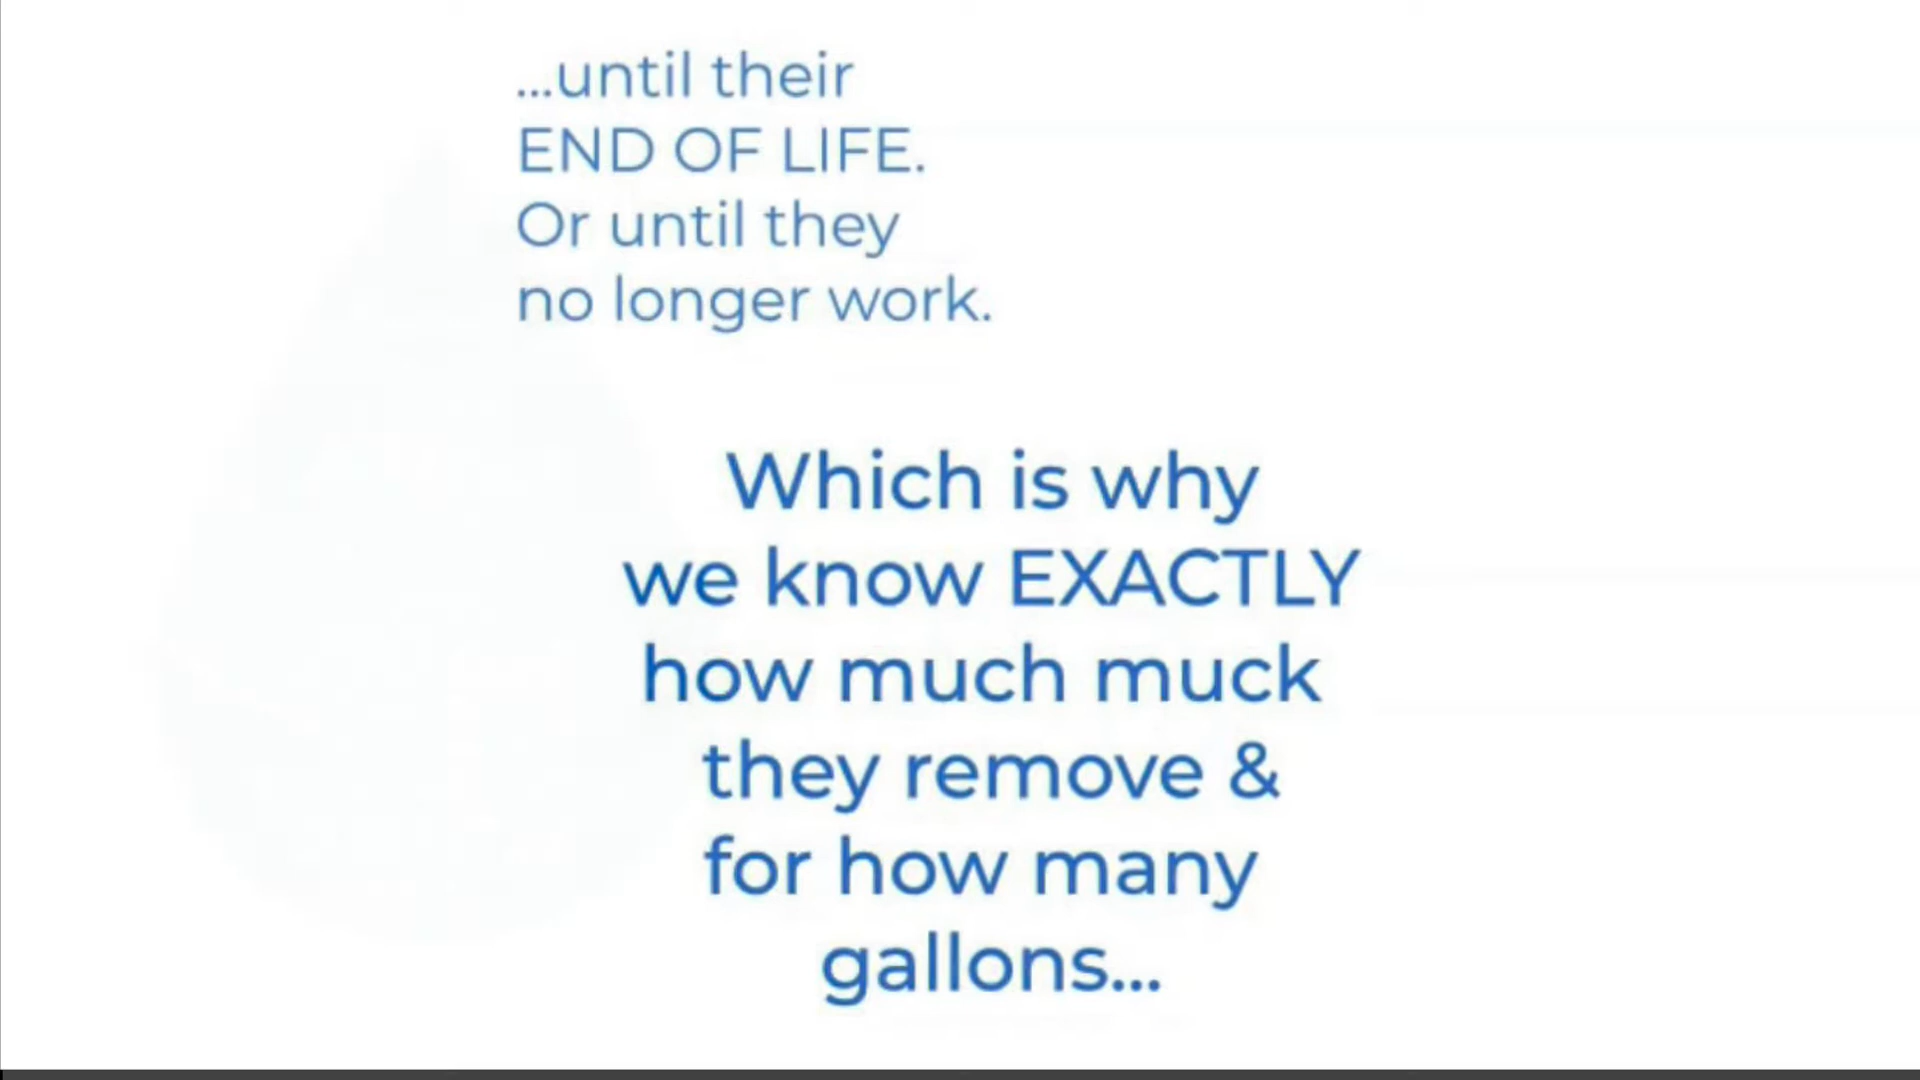 ...until their
END OF LIFE.
Or until they
no longer work.
Which is why
we know EXACTLY
how much muck
they remove &
for how many
gallons...